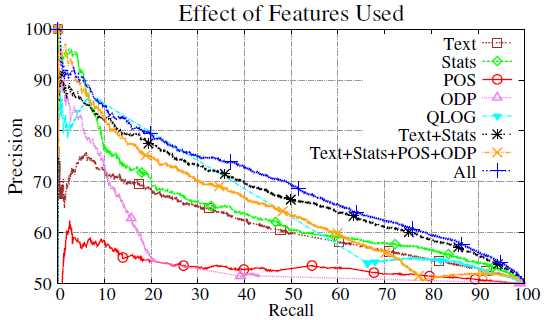 Effect of Features Used
Precision
100
90
80
70
60
50
Text
Stats
POS
ODP
QLOG
Text+Stats
Text+Stats+POS+ODP
All
0 10 20 30 40 50 60 70 80 90 100
Recall